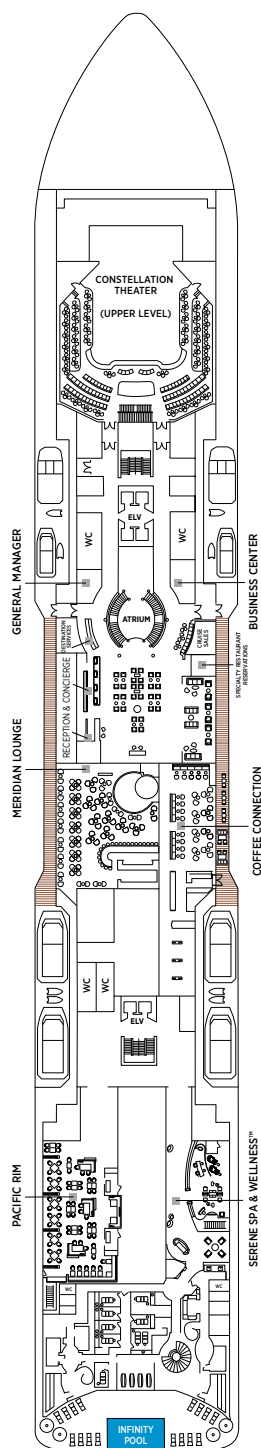 CONSTELLATION
THEATER
(UPPER LEVEL)
ELV
WC
WC
GENERAL MANAGER
BUSINESS CENTER
ATRIUM
DESTINATION
SERVICES
CRUISE
SALES
SPECIALTY RESTAURANT
RESERVATIONS
RECEPTION & CONCIERGE
MERIDIAN LOUNGE
COFFEE CONNECTION
WC
WC
ELV
PACIFIC RIM
SERENE SPA & WELLNESS™
WC
WC
INFINITY
POOL